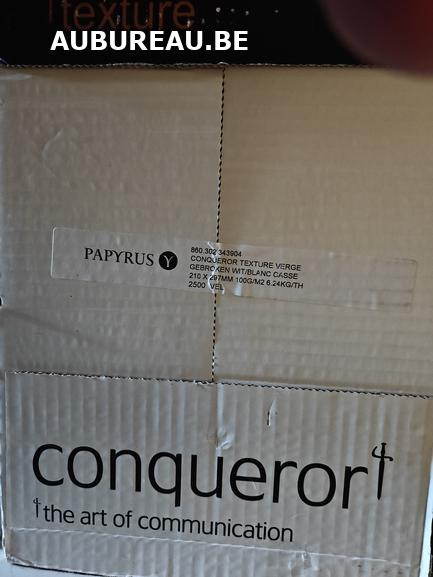 texture
AUBUREAU.BE
PAPYRUS
860.302 343904
CONQUEROR TEXTURE VERGE
GEBROKEN WIT/BLANC CASSE
210 X 297MM 100G/M2 6.24KG/TH
2500 VEL
conqueror
the art of communication